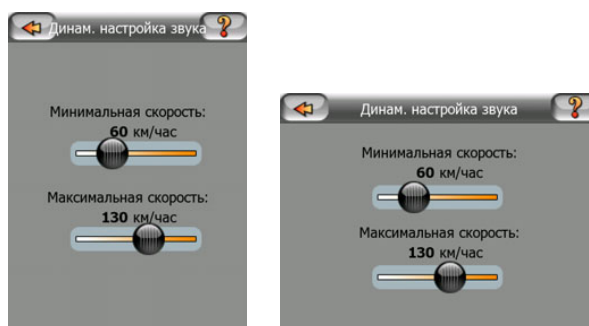 Динам. настройка звука
Минимальная скорость:
60 км/час
Максимальная скорость:
130 км/час
Динам. настройка звука
Минимальная скорость:
60 км/час
Максимальная скорость:
130 км/час